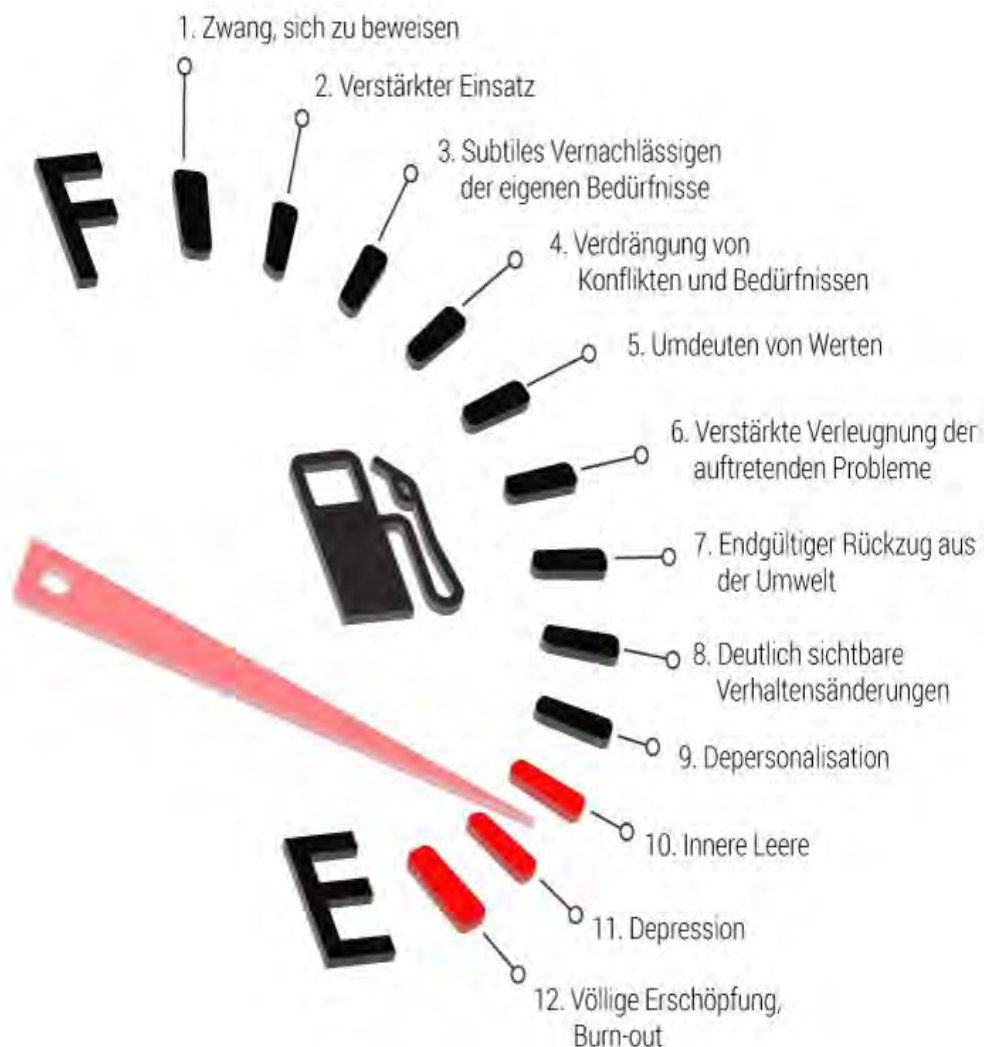 1. Zwang, sich zu beweisen
2. Verstärkter Einsatz
F
3. Subtiles Vernachlässigen
der eigenen Bedürfnisse
4. Verdrängung von
Konflikten und Bedürfnissen
5. Umdeuten von Werten
6. Verstärkte Verleugnung der
auftretenden Probleme
7. Endgültiger Rückzug aus
der Umwelt
8. Deutlich sichtbare
Verhaltensänderungen
9. Depersonalisation
10. Innere Leere
E
11. Depression
12. Völlige Erschöpfung,
Burn-out